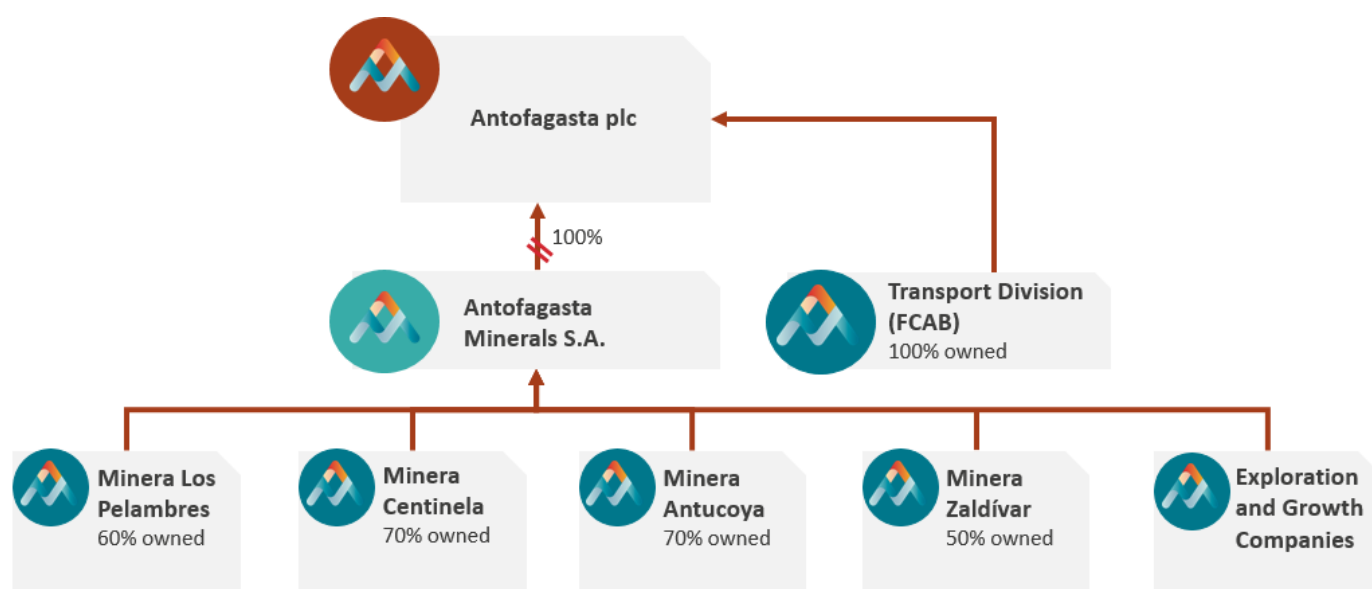 Antofagasta plc
100%
Antofagasta
Minerals S.A.
Transport Division
(FCAB)
100% owned
Minera Los
Pelambres
60% owned
Minera
Centinela
70% owned
Minera
Antucoya
70% owned
Minera
Zaldívar
50% owned
Exploration
and Growth
Companies